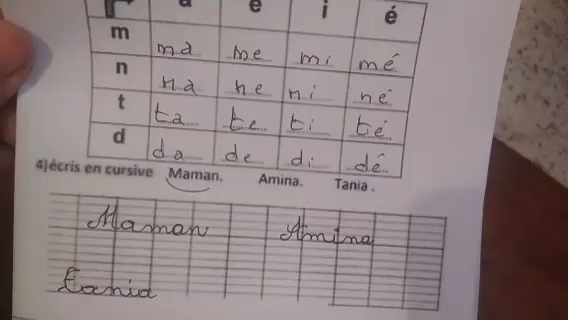 a e i é
m ma me mi mé
n na ne ni né
t ta te ti té
d da de di dé
4)écris en cursive Maman. Amina. Tania .
Maman Amina
Tania